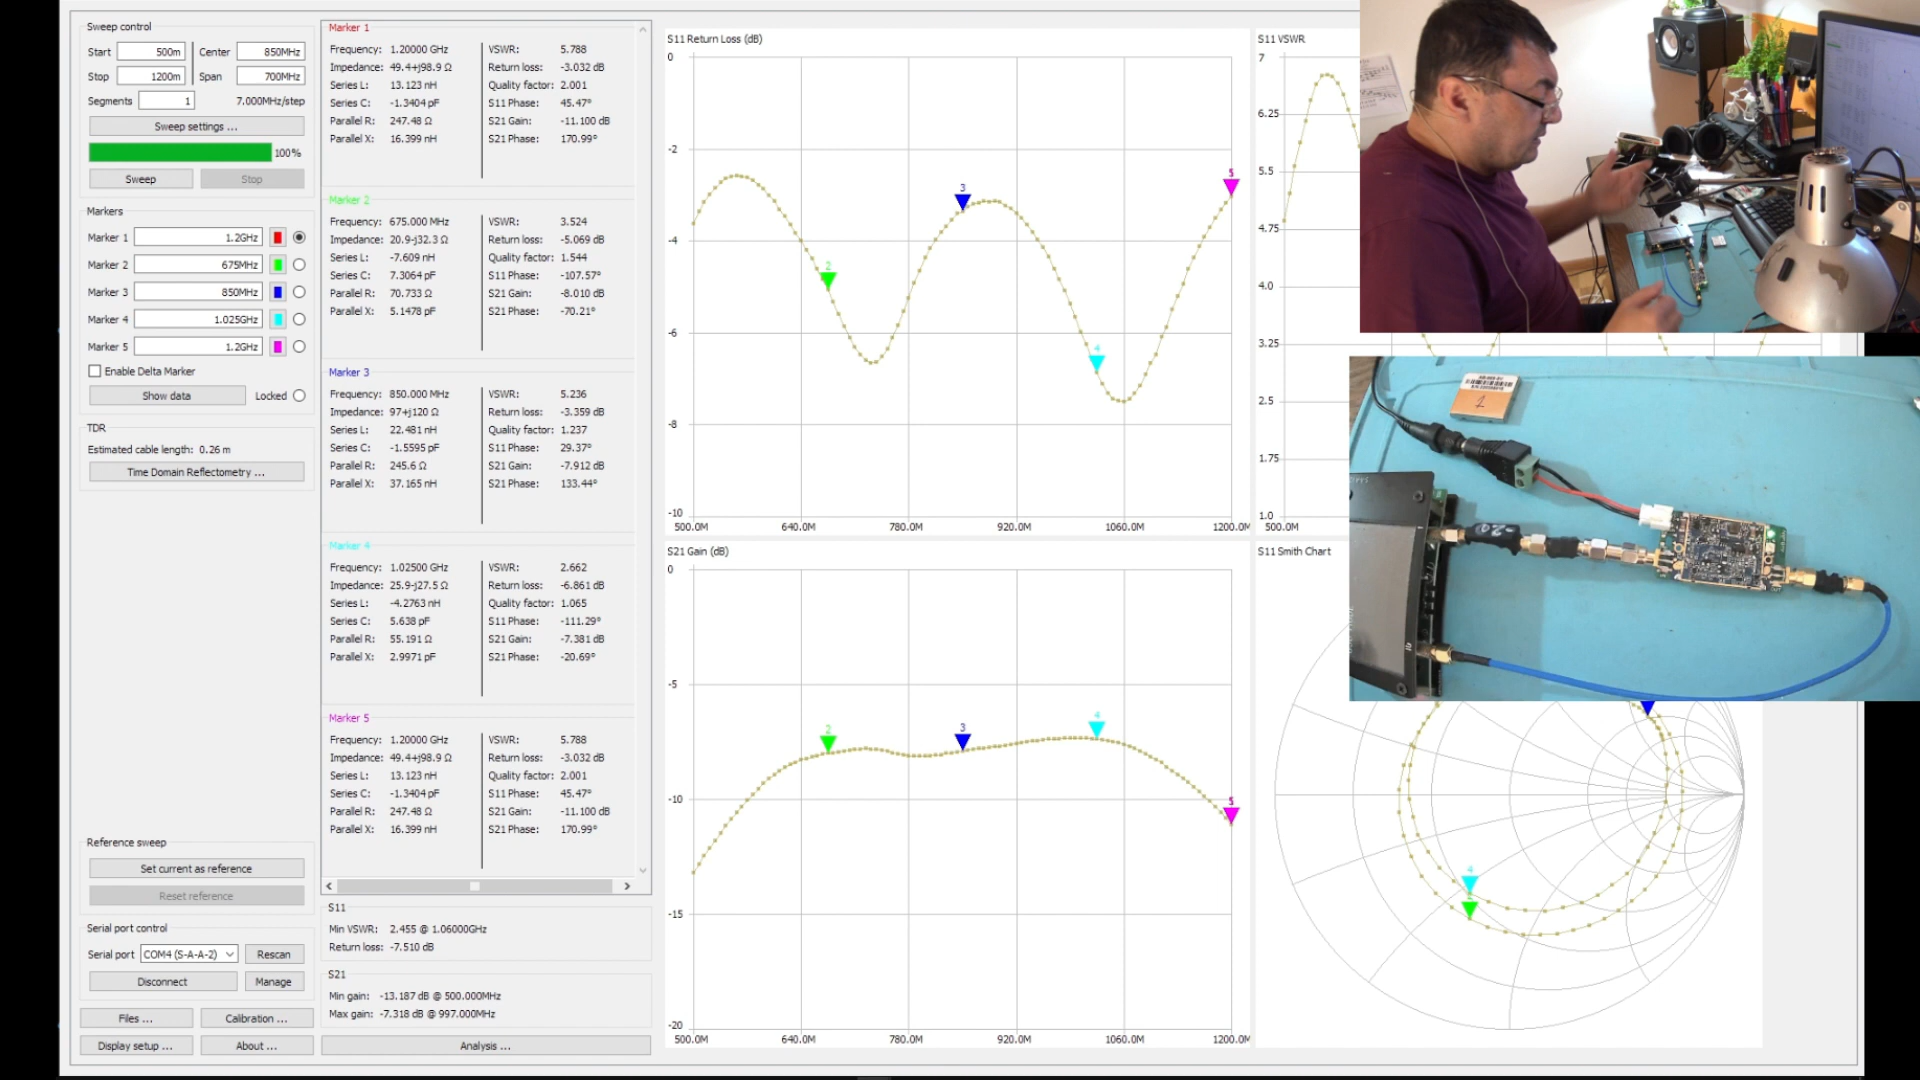 Sweep control
Start 500m Center 850MHz
Stop 1200m Span 700MHz
Segments 1 7.000MHz/step
Sweep settings ...
100%
Sweep Stop
Markers
Marker 1 1.2GHz
Marker 2 675MHz
Marker 3 850MHz
Marker 4 1.025GHz
Marker 5 1.2GHz
Enable Delta Marker
Show data Locked
TDR
Estimated cable length: 0.26 m
Time Domain Reflectometry ...
Reference sweep
Set current as reference
Reset reference
Serial port control
Serial port COM4 (S-A-A-2) Rescan
Disconnect Manage
Files ... Calibration ...
Display setup ... About ...
Marker 1
Frequency: 1.20000 GHz VSWR: 5.788
Impedance: 49.4+j98.9 Ω Return loss: -3.032 dB
Series L: 13.123 nH Quality factor: 2.001
Series C: -1.3404 pF S11 Phase: 45.47°
Parallel R: 247.48 Ω S21 Gain: -11.100 dB
Parallel X: 16.399 nH S21 Phase: 170.99°
Marker 2
Frequency: 675.000 MHz VSWR: 3.524
Impedance: 20.9-j32.3 Ω Return loss: -5.069 dB
Series L: -7.609 nH Quality factor: 1.544
Series C: 7.3064 pF S11 Phase: -107.57°
Parallel R: 70.733 Ω S21 Gain: -8.010 dB
Parallel X: 5.1478 pF S21 Phase: -70.21°
Marker 3
Frequency: 850.000 MHz VSWR: 5.236
Impedance: 97+j120 Ω Return loss: -3.359 dB
Series L: 22.481 nH Quality factor: 1.237
Series C: -1.5595 pF S11 Phase: 29.37°
Parallel R: 245.6 Ω S21 Gain: -7.912 dB
Parallel X: 37.165 nH S21 Phase: 133.44°
Marker 4
Frequency: 1.02500 GHz VSWR: 2.662
Impedance: 25.9-j27.5 Ω Return loss: -6.861 dB
Series L: -4.2763 nH Quality factor: 1.065
Series C: 5.638 pF S11 Phase: -111.29°
Parallel R: 55.191 Ω S21 Gain: -7.381 dB
Parallel X: 2.9971 pF S21 Phase: -20.69°
Marker 5
Frequency: 1.20000 GHz VSWR: 5.788
Impedance: 49.4+j98.9 Ω Return loss: -3.032 dB
Series L: 13.123 nH Quality factor: 2.001
Series C: -1.3404 pF S11 Phase: 45.47°
Parallel R: 247.48 Ω S21 Gain: -11.100 dB
Parallel X: 16.399 nH S21 Phase: 170.99°
S11
Min VSWR: 2.455 @ 1.06000GHz
Return loss: -7.510 dB
S21
Min gain: -13.187 dB @ 500.000MHz
Max gain: -7.318 dB @ 997.000MHz
Analysis ...
S11 Return Loss (dB)
0
-2
-4
-6
-8
-10
2
3
4
5
500.0M 640.0M 780.0M 920.0M 1060.0M 1200.0M
S21 Gain (dB)
0
-5
-10
-15
-20
2
3
4
5
500.0M 640.0M 780.0M 920.0M 1060.0M 1200.0M
S11 VSWR
7
6.25
5.5
4.75
4.0
3.25
2.5
1.75
1.0
500.0M
S11 Smith Chart
4
1
-20